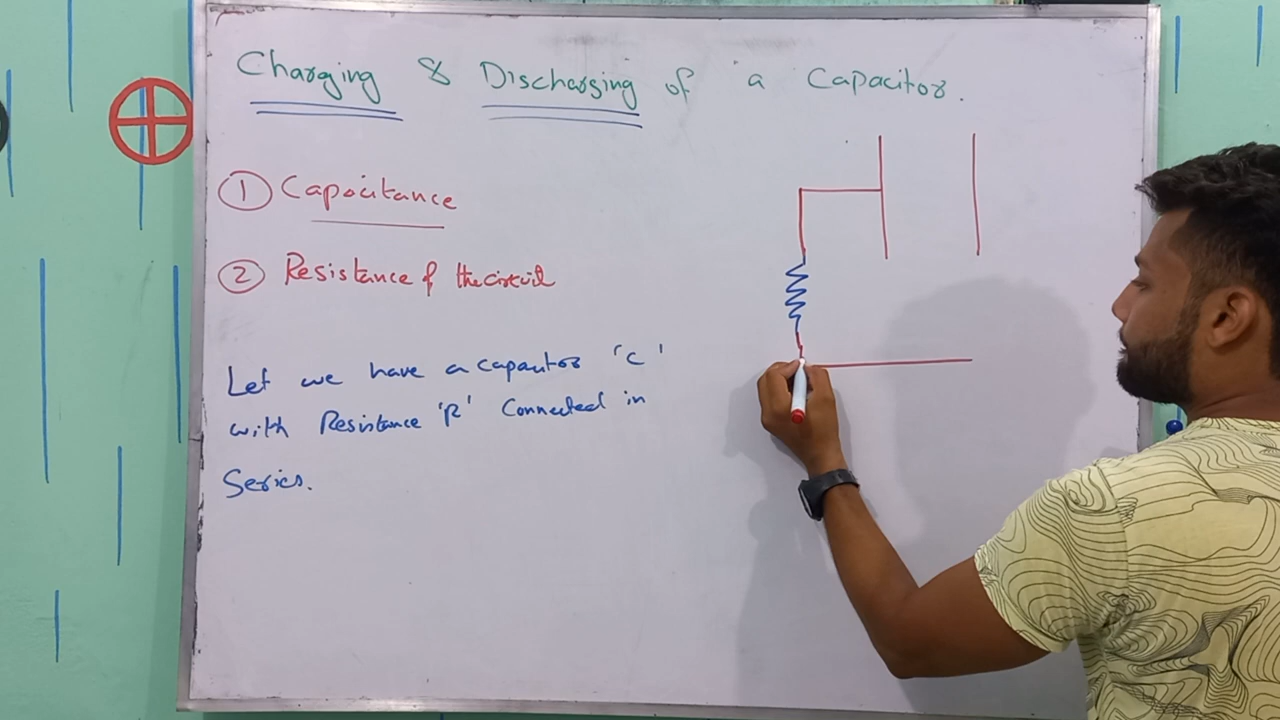 Charging & Discharging of a Capacitor.
① Capacitance
② Resistance of the circuit
Let we have a capacitor 'C'
with Resistance 'R' Connected in
Series.